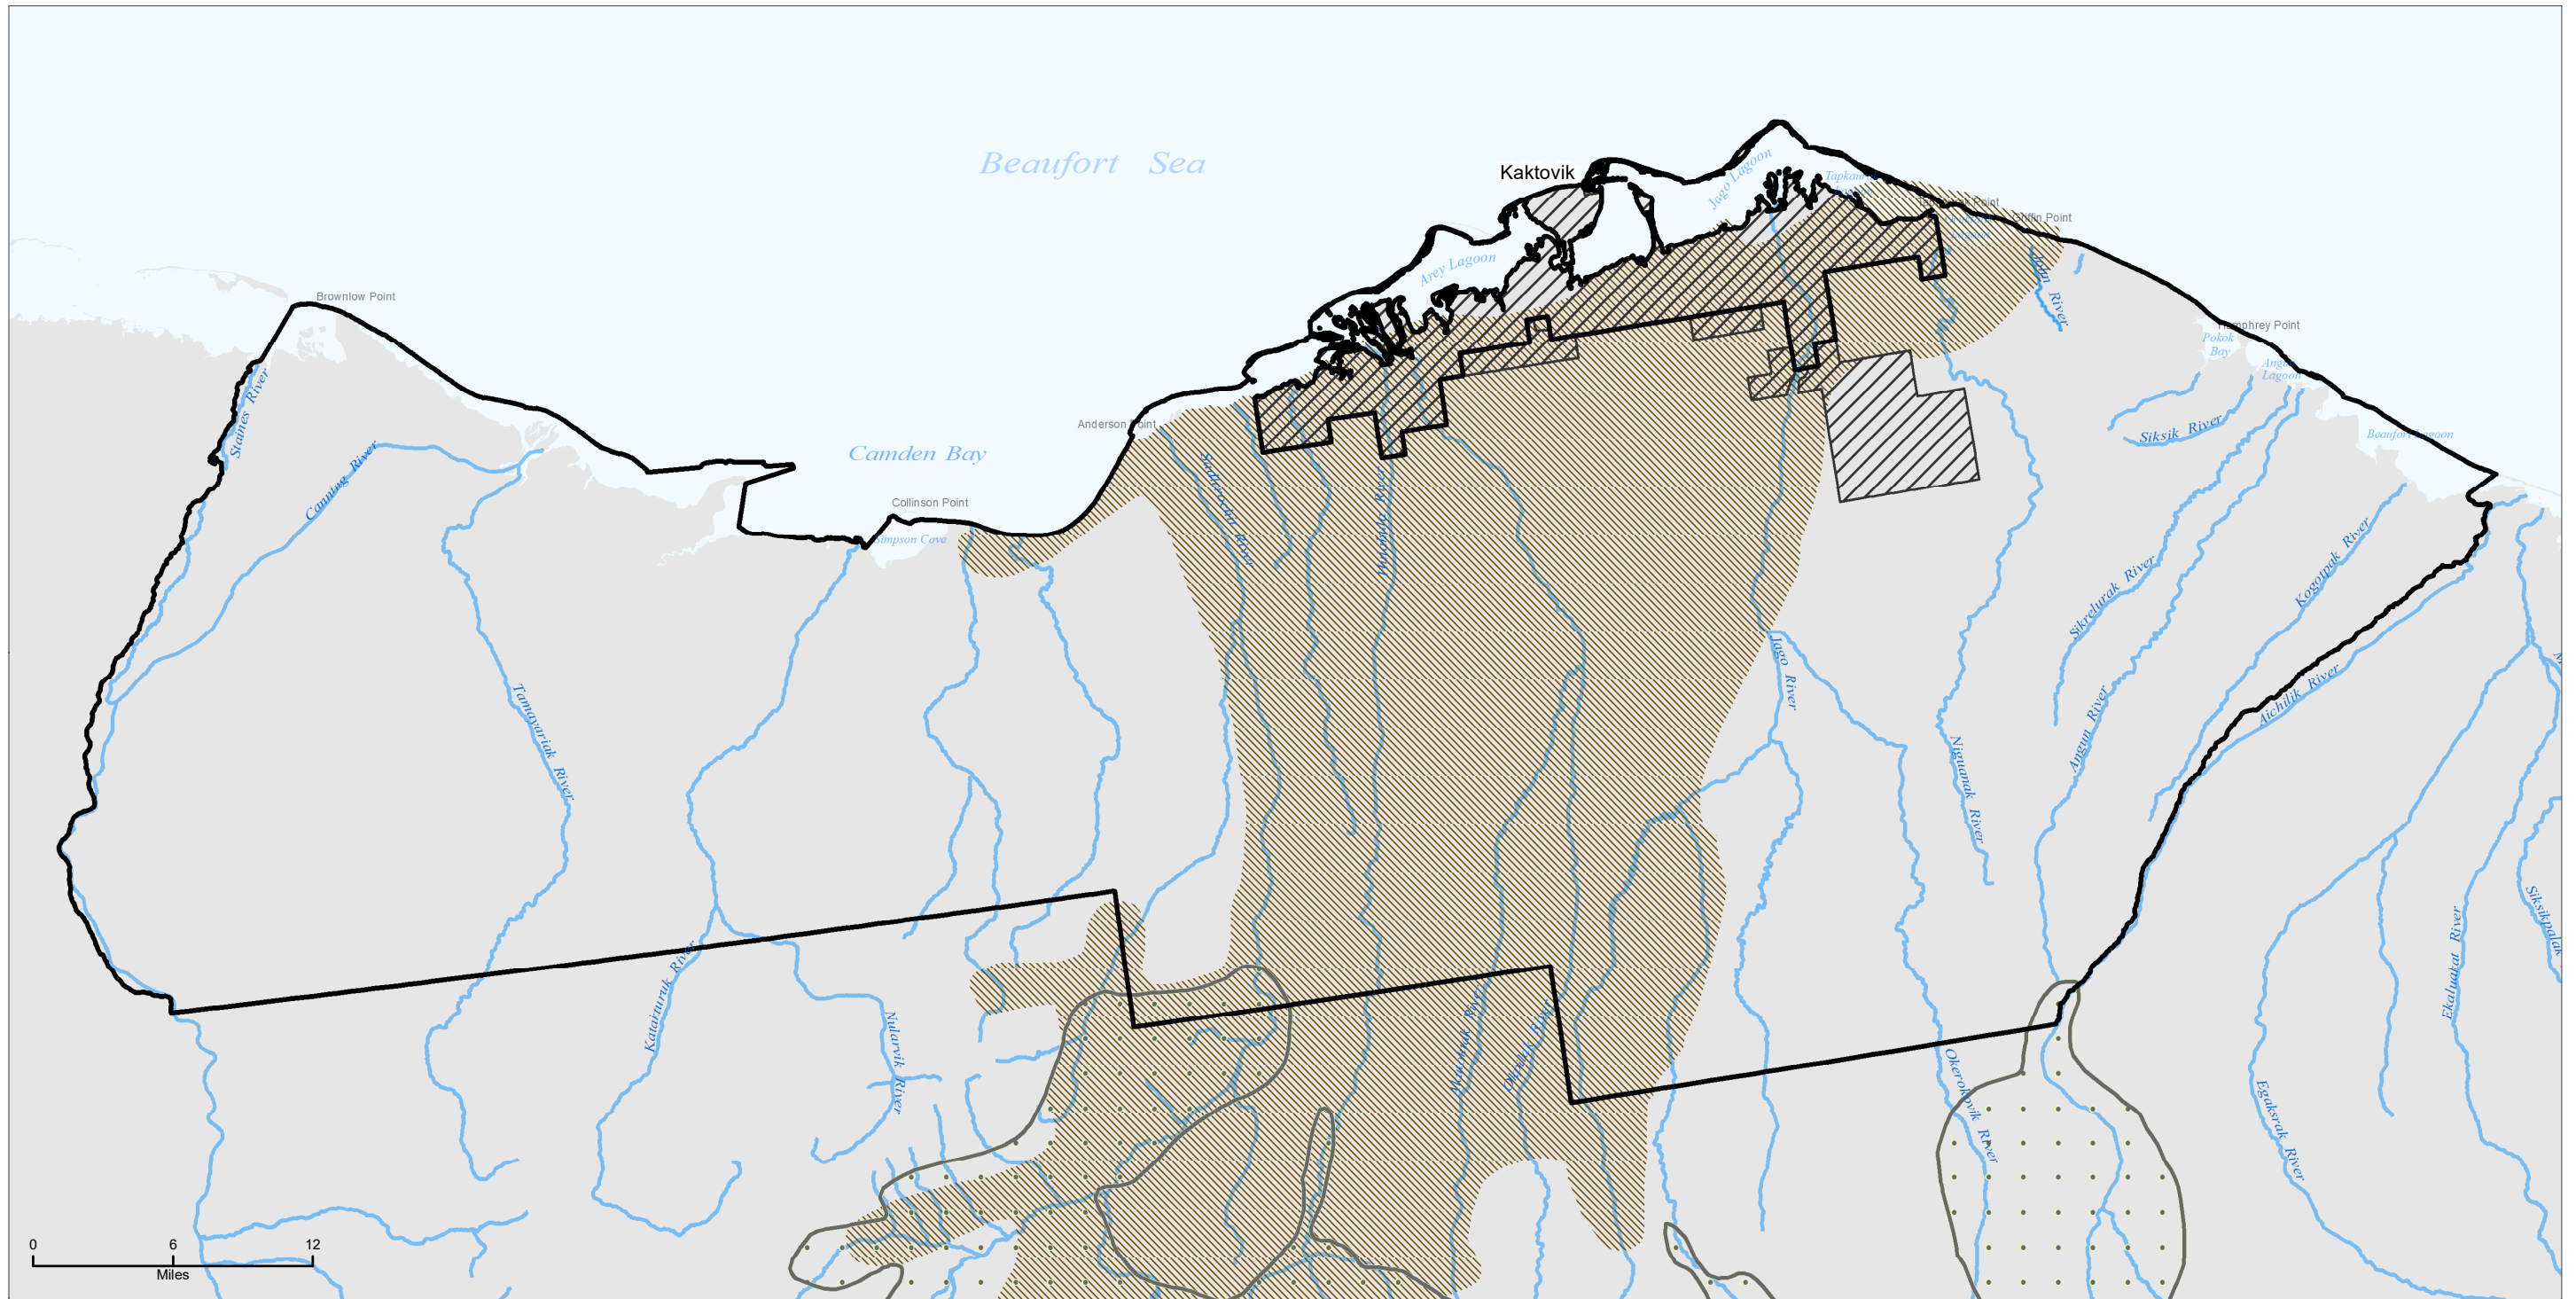 Beaufort Sea
Kaktovik
Jago Lagoon
Arey Lagoon
Griffin Point
Brownlow Point
John River
Humphrey Point
Pokok
Bay
Lagoon
Staines River
Anderson Point
Camden Bay
Siksik River
Beaufort Lagoon
Canning River
Sadlerochit River
Hulahula River
Collinson Point
Simpson Cove
Sikrelurak River
Kogotpak River
Jago River
Aichilik River
Tamayariak River
Angun River
Niguanak River
Katakturuk River
Nularvik River
Akutoktak River
Okpilak River
Okerokovik River
Ekaluakat River
Egaksrak River
0 6 12
Miles